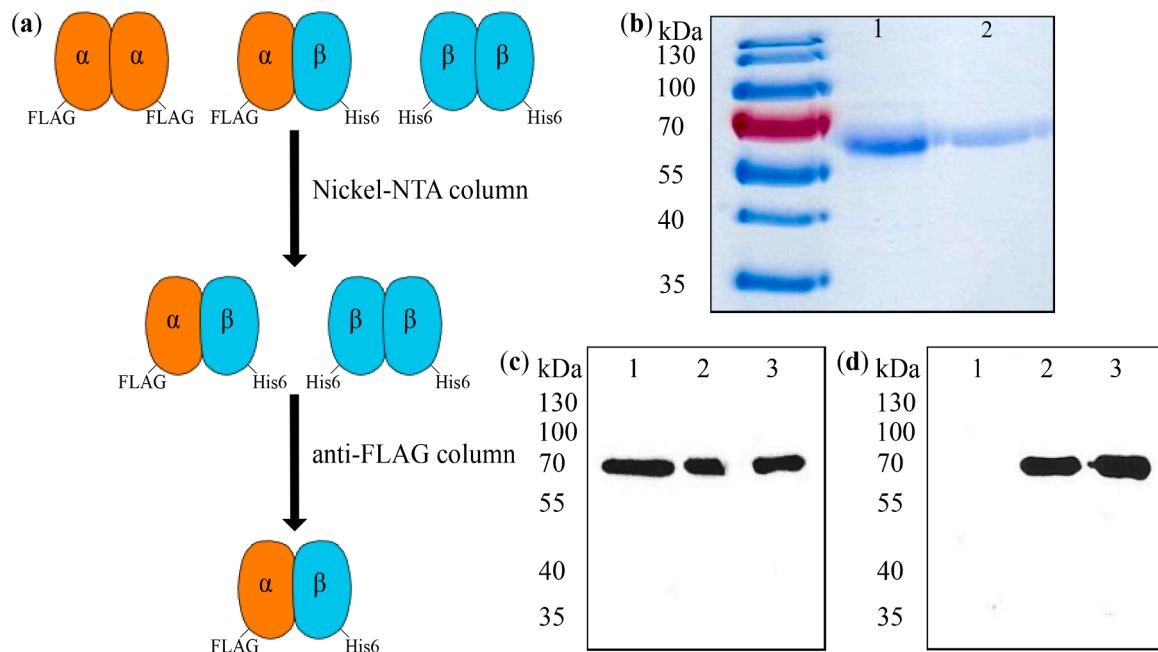 (a)
α α α β β β
FLAG FLAG FLAG His6 His6 His6
Nickel-NTA column
α β β β
FLAG His6 His6 His6
anti-FLAG column
α β
FLAG His6
(b) kDa 1 2
130
100
70
55
40
35
(c) kDa 1 2 3
130
100
70
55
40
35
(d) kDa 1 2 3
130
100
70
55
40
35